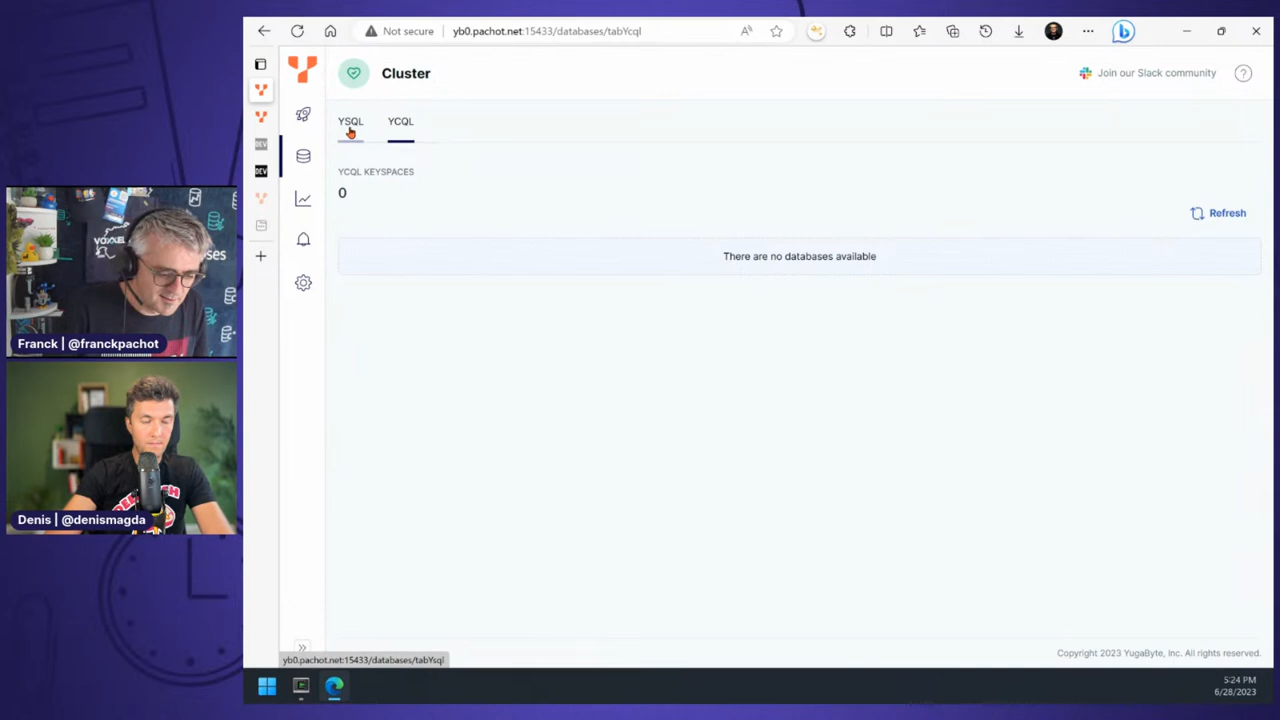 Not secure
yb0.pachot.net:15433/databases/tabYcql
Cluster
Join our Slack community
?
YSQL
YCQL
YCQL KEYSPACES
0
Refresh
There are no databases available
DEV
DEV
Franck | @franckpachot
Denis | @denismagda
yb0.pachot.net:15433/databases/tabYsql
Copyright 2023 YugaByte, Inc. All rights reserved.
5:24 PM
6/28/2023